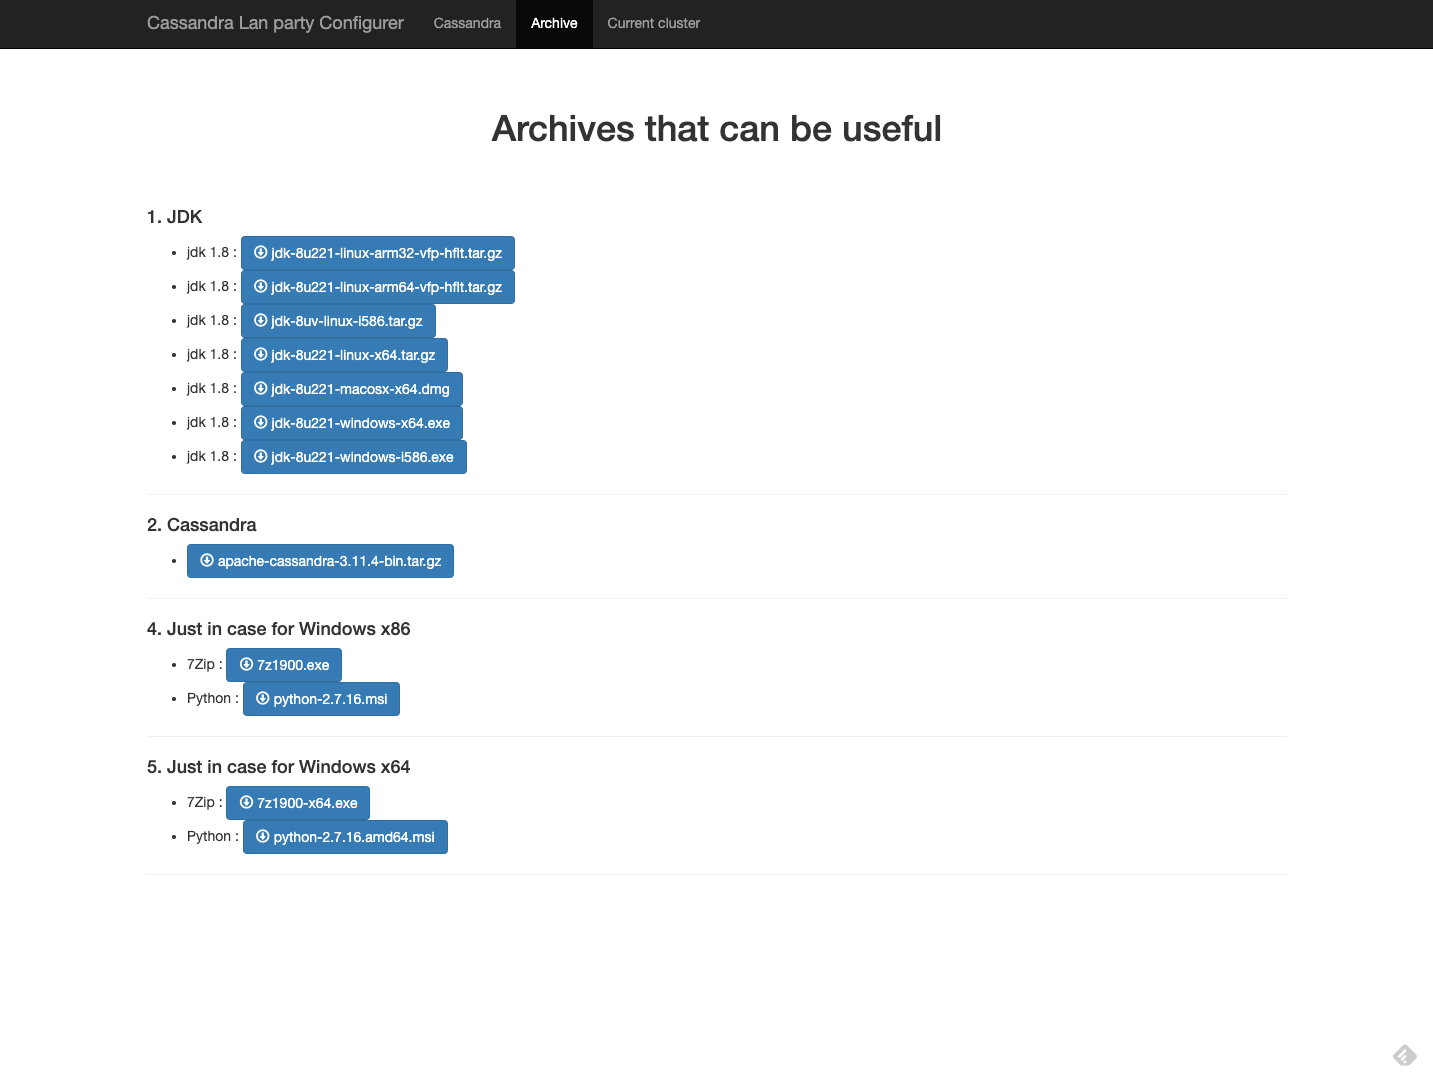 Cassandra Lan party Configurer Cassandra Archive Current cluster
Archives that can be useful
1. JDK
jdk 1.8 : jdk-8u221-linux-arm32-vfp-hflt.tar.gz
jdk 1.8 : jdk-8u221-linux-arm64-vfp-hflt.tar.gz
jdk 1.8 : jdk-8uv-linux-i586.tar.gz
jdk 1.8 : jdk-8u221-linux-x64.tar.gz
jdk 1.8 : jdk-8u221-macosx-x64.dmg
jdk 1.8 : jdk-8u221-windows-x64.exe
jdk 1.8 : jdk-8u221-windows-i586.exe
2. Cassandra
apache-cassandra-3.11.4-bin.tar.gz
4. Just in case for Windows x86
7Zip : 7z1900.exe
Python : python-2.7.16.msi
5. Just in case for Windows x64
7Zip : 7z1900-x64.exe
Python : python-2.7.16.amd64.msi